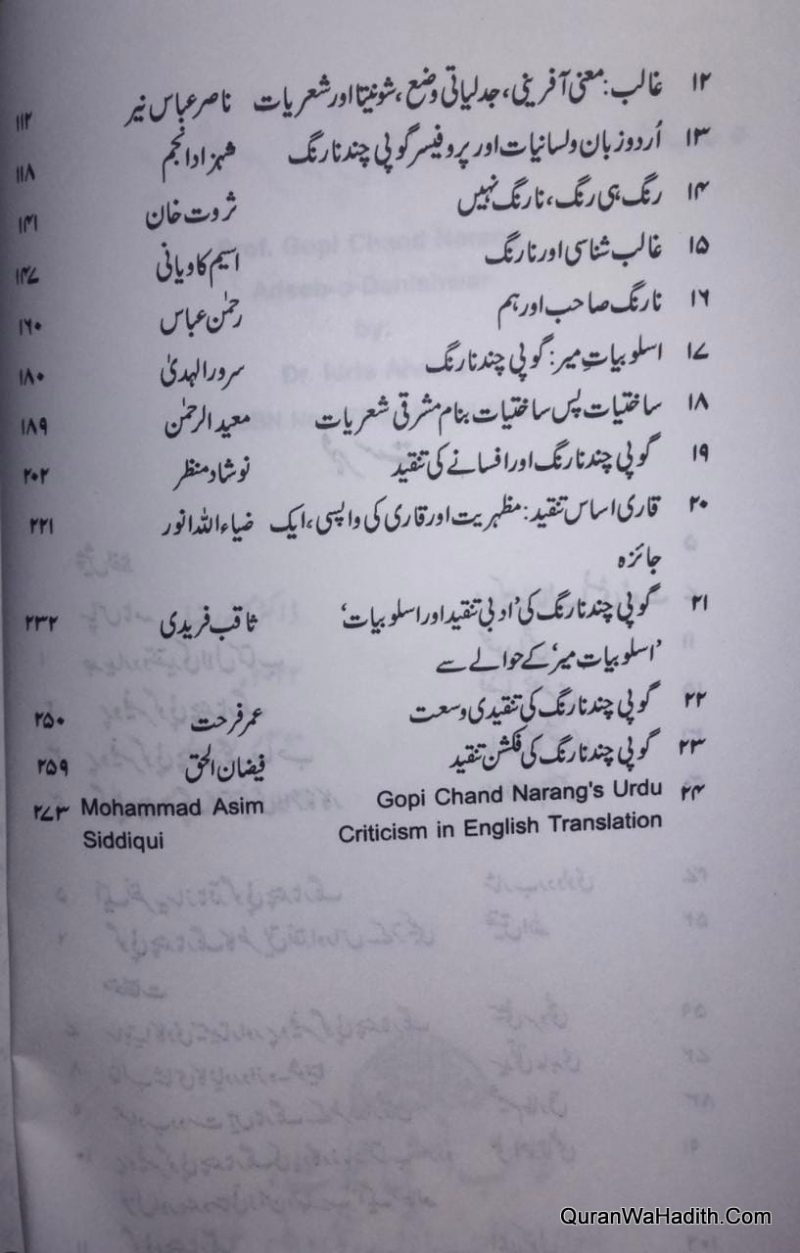 ۱۲ غالب: معنی آفرینی، جدلیاتی وضع، شونیتا اور شعریات ناصر عباس نیر ۱۱۲
۱۳ اُردو زبان و لسانیات اور پروفیسر گوپی چند نارنگ شہزاد انجم ۱۱۸
۱۴ رنگ ہی رنگ، نارنگ نہیں ثروت خان ۱۴۱
۱۵ غالب شناسی اور نارنگ اسیم کاویانی ۱۴۷
۱۶ نارنگ صاحب اور ہم رحمٰن عباس ۱۶۰
۱۷ اسلوبیاتِ میر: گوپی چند نارنگ سرور الہدیٰ ۱۸۰
۱۸ ساختیات پس ساختیات بنام مشرقی شعریات معید الرحمٰن ۱۸۹
۱۹ گوپی چند نارنگ اور افسانے کی تنقید نوشاد منظر ۲۰۲
۲۰ قاری اساس تنقید: مظہریت اور قاری کی واپسی، ایک ضیاء اللہ انور ۲۲۱
جائزہ
۲۱ گوپی چند نارنگ کی ’ادبی تنقید اور اسلوبیات‘ ثاقب فریدی ۲۳۲
’اسلوبیات میر‘ کے حوالے سے
۲۲ گوپی چند نارنگ کی تنقیدی وسعت عمر فرحت ۲۵۰
۲۳ گوپی چند نارنگ کی فکشن تنقید فیضان الحق ۲۵۹
۲۴ Gopi Chand Narang's Urdu Mohammad Asim ۲۷۳
Criticism in English Translation Siddiqui
QuranWaHadith.Com